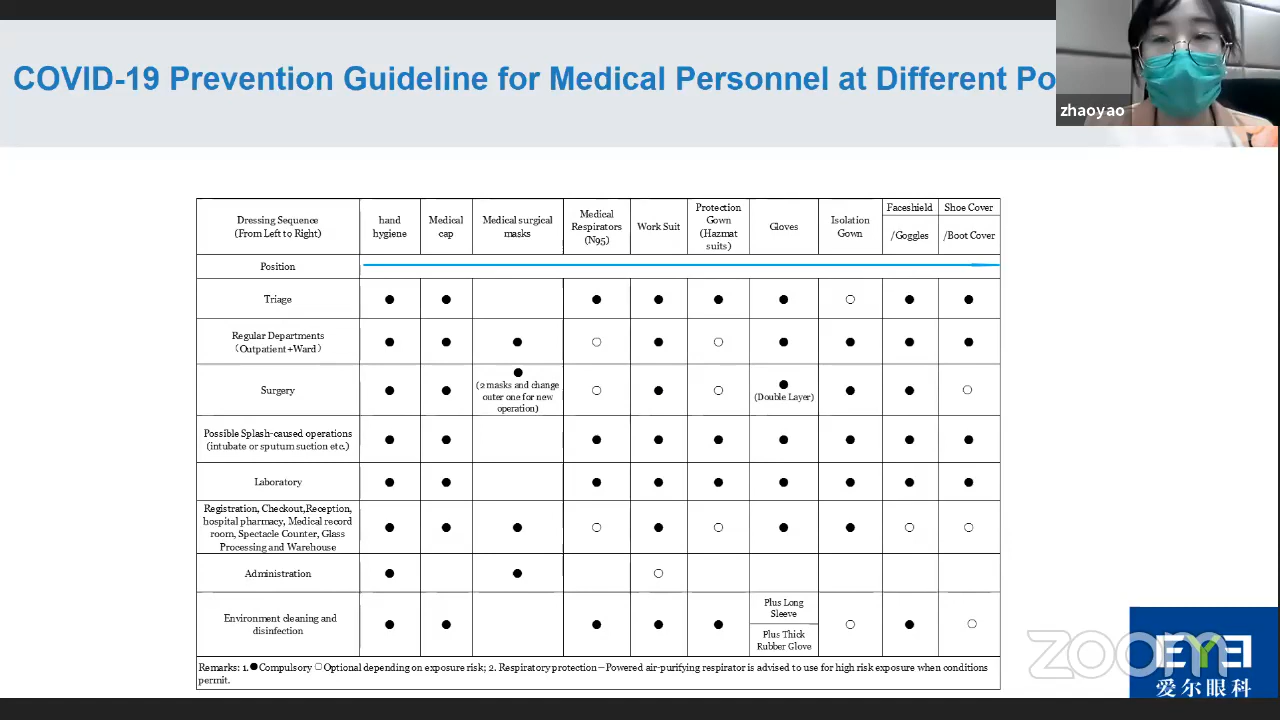 COVID-19 Prevention Guideline for Medical Personnel at Different Po
zhaoyao
Dressing Sequence
(From Left to Right)
hand
hygiene
Medical
cap
Medical surgical
masks
Medical
Respirators
(N95)
Work Suit
Protection
Gown
(Hazmat
suits)
Gloves
Isolation
Gown
Faceshield
/Goggles
Shoe Cover
/Boot Cover
Position
Triage
● ● ● ● ● ● ○ ● ●
Regular Departments
(Outpatient+Ward)
● ● ● ○ ● ○ ● ● ● ●
Surgery
● ● ●
(2 masks and change
outer one for new
operation)
○ ● ○ ●
(Double Layer)
● ● ○
Possible Splash-caused operations
(intubate or sputum suction etc.)
● ● ● ● ● ● ● ● ●
Laboratory
● ● ● ● ● ● ● ● ●
Registration, Checkout,Reception,
hospital pharmacy, Medical record
room, Spectacle Counter, Glass
Processing and Warehouse
● ● ● ○ ● ○ ● ● ○ ○
Administration
● ● ○
Environment cleaning and
disinfection
● ● ● ● ●
Plus Long
Sleeve
Plus Thick
Rubber Glove
○ ● ○
Remarks: 1.●Compulsory ○Optional depending on exposure risk; 2. Respiratory protection—Powered air-purifying respirator is advised to use for high risk exposure when conditions
permit.
zoom
EYE
爱尔眼科